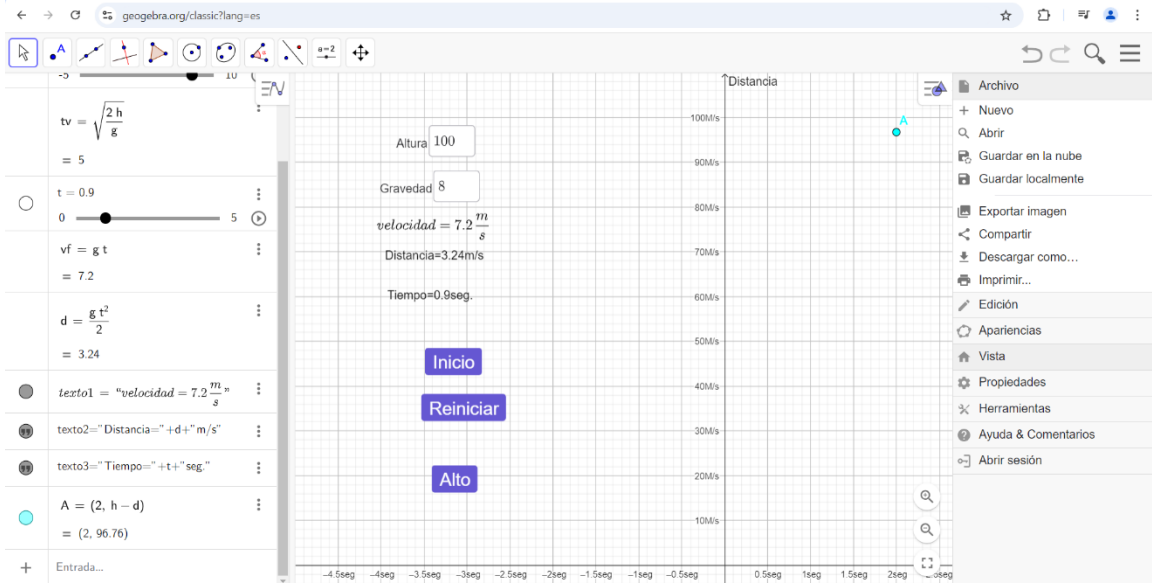 geogebra.org/classic?lang=es
A
a=2
-5 10
tv = √(2 h / g)
= 5
t = 0.9
0 5
vf = g t
= 7.2
d = g t² / 2
= 3.24
texto1 = “velocidad = 7.2 m/s”
texto2="Distancia="+d+"m/s"
texto3="Tiempo="+t+"seg."
A = (2, h − d)
= (2, 96.76)
Entrada...
Altura 100
Gravedad 8
velocidad = 7.2 m/s
Distancia=3.24m/s
Tiempo=0.9seg.
Inicio
Reiniciar
Alto
Distancia
A
100M/s
90M/s
80M/s
70M/s
60M/s
50M/s
40M/s
30M/s
20M/s
10M/s
-4.5seg -4seg -3.5seg -3seg -2.5seg -2seg -1.5seg -1seg -0.5seg 0.5seg 1seg 1.5seg 2seg
Archivo
Nuevo
Abrir
Guardar en la nube
Guardar localmente
Exportar imagen
Compartir
Descargar como...
Imprimir...
Edición
Apariencias
Vista
Propiedades
Herramientas
Ayuda & Comentarios
Abrir sesión